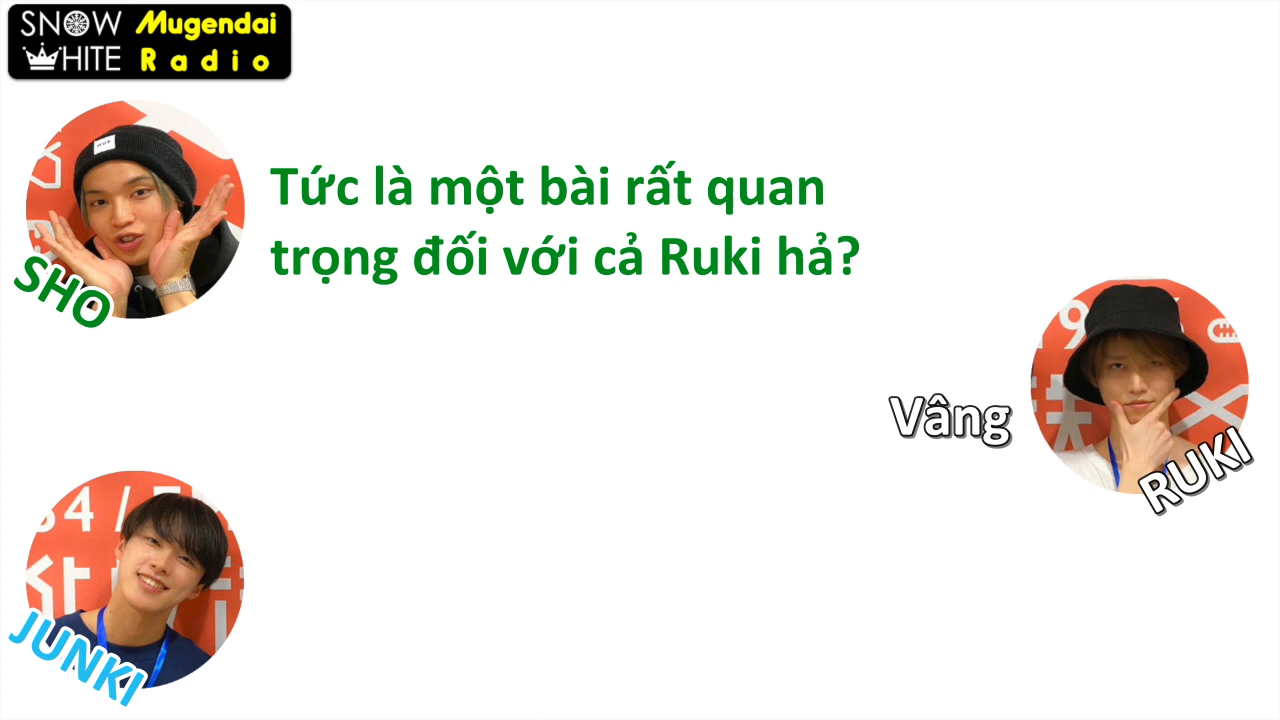 SNOW WHITE
Mugendai Radio
Tức là một bài rất quan
trọng đối với cả Ruki hả?
SHO
Vâng
RUKI
JUNKI